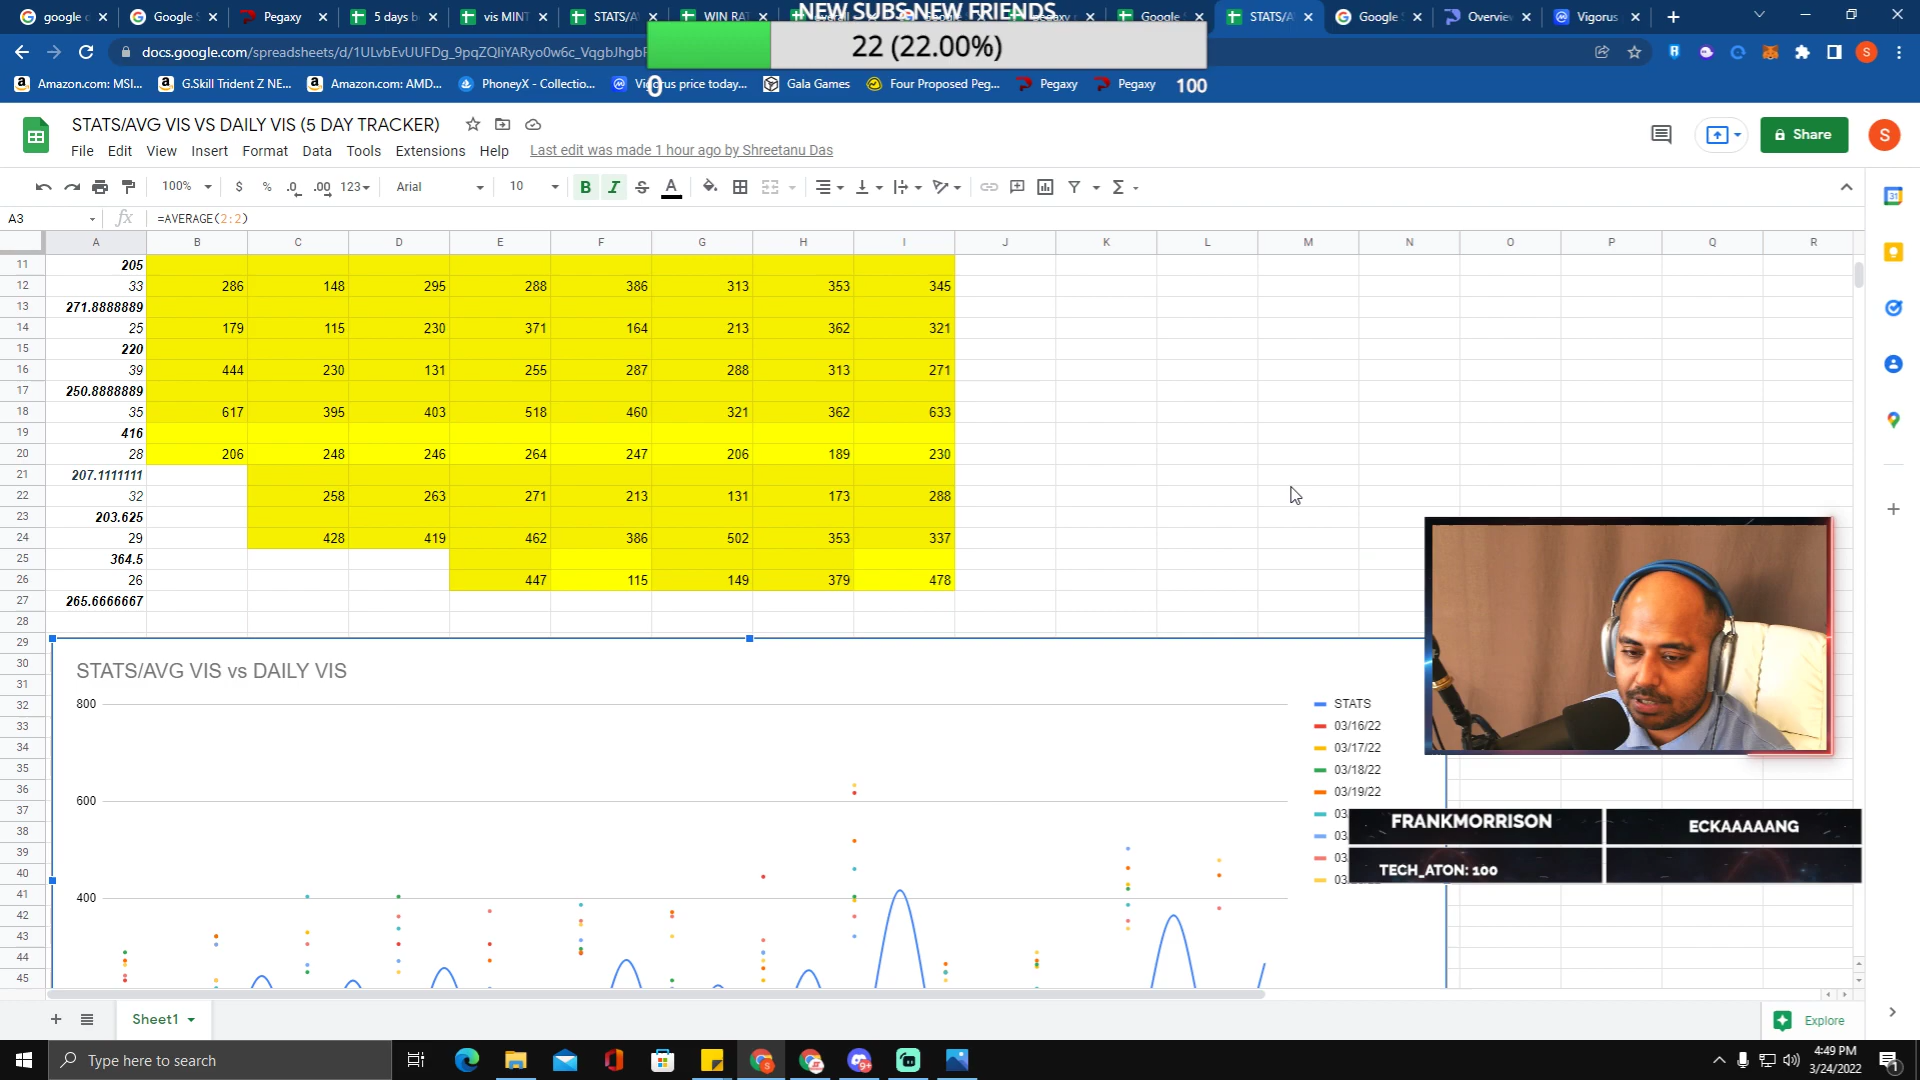 google c
Google S
Pegaxy
5 days b
vis MINT
STATS/A
WIN RA
Google
STATS/A
Google S
Overvie
Vigorus
NEW SUBS-NEW FRIENDS
22 (22.00%)
0
100
docs.google.com/spreadsheets/d/1ULvbEvUUFDg_9pqZQIiYARyo0w6c_VqgbJhgbF
Amazon.com: MSI...
G.Skill Trident Z NE...
Amazon.com: AMD...
PhoneyX - Collectio...
Vigorus price today...
Gala Games
Four Proposed Peg...
Pegaxy
Pegaxy
STATS/AVG VIS VS DAILY VIS (5 DAY TRACKER)
File Edit View Insert Format Data Tools Extensions Help Last edit was made 1 hour ago by Shreetanu Das
Share
S
100% $ % .0 .00 123 Arial 10 B I S A
A3 fx =AVERAGE(2:2)
A B C D E F G H I J K L M N O P Q R
11 205
12 33 286 148 295 288 386 313 353 345
13 271.8888889
14 25 179 115 230 371 164 213 362 321
15 220
16 39 444 230 131 255 287 288 313 271
17 250.8888889
18 35 617 395 403 518 460 321 362 633
19 416
20 28 206 248 246 264 247 206 189 230
21 207.1111111
22 32 258 263 271 213 131 173 288
23 203.625
24 29 428 419 462 386 502 353 337
25 364.5
26 26 447 115 149 379 478
27 265.6666667
28
29
30
31
32
33
34
35
36
37
38
39
40
41
42
43
44
45
STATS/AVG VIS vs DAILY VIS
800
600
400
STATS
03/16/22
03/17/22
03/18/22
03/19/22
03
03
03
03
FRANKMORRISON
ECKAAAAANG
TECH_ATON: 100
Sheet1
Explore
Type here to search
4:49 PM
3/24/2022